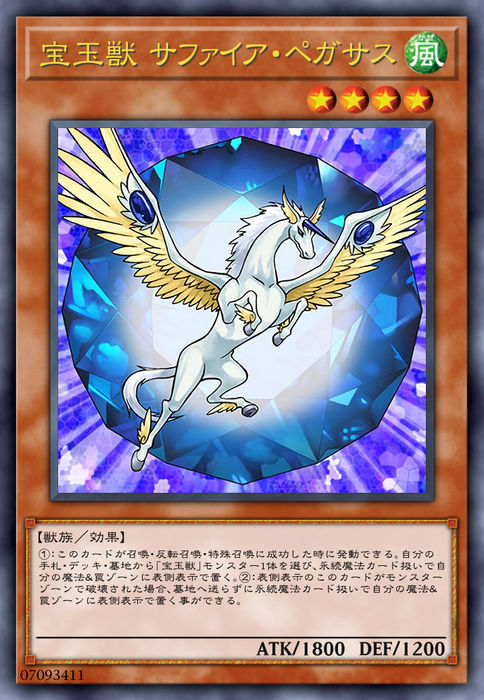 宝玉獣 サファイア・ペガサス
かぜ
風
【獣族／効果】
①：このカードが召喚・反転召喚・特殊召喚に成功した時に発動できる。自分の
手札・デッキ・墓地から「宝玉獣」モンスター1体を選び、永続魔法カード扱いで自
分の魔法&罠ゾーンに表側表示で置く。②：表側表示のこのカードがモンスター
ゾーンで破壊された場合、墓地へ送らずに永続魔法カード扱いで自分の魔法&
罠ゾーンに表側表示で置く事ができる。
ATK/1800 DEF/1200
07093411